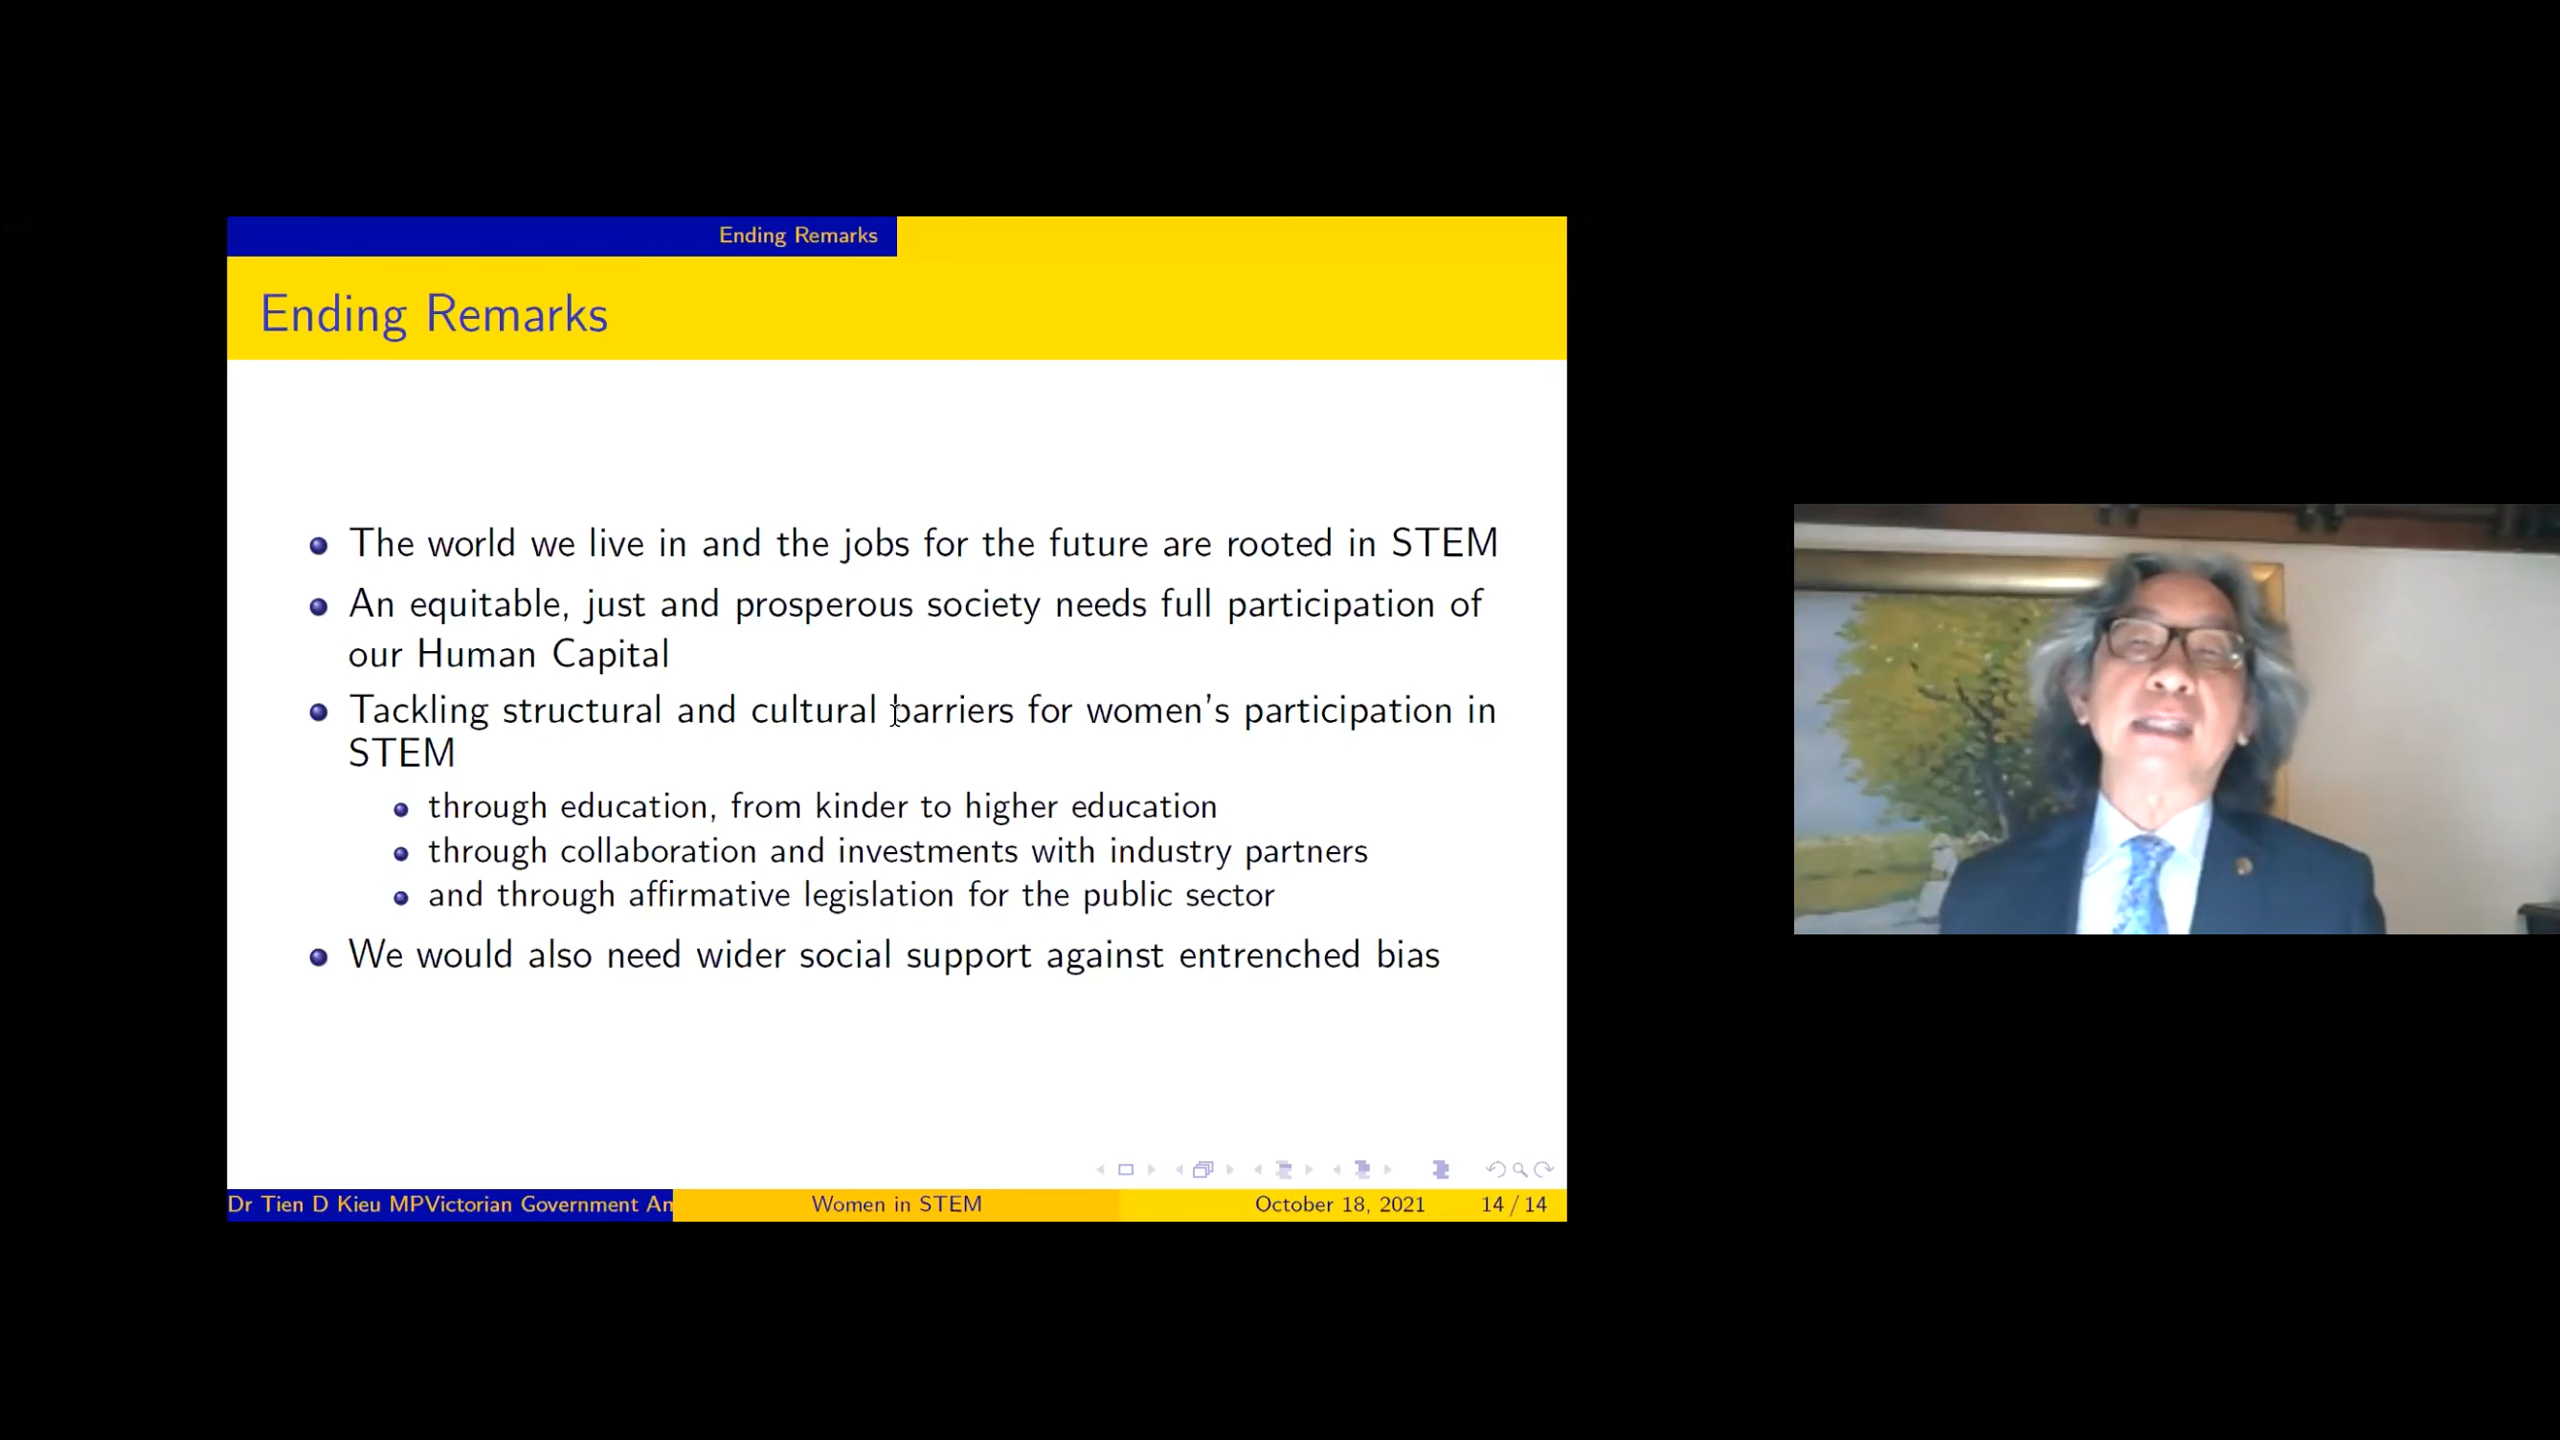 Ending Remarks
Ending Remarks
The world we live in and the jobs for the future are rooted in STEM
An equitable, just and prosperous society needs full participation of
our Human Capital
Tackling structural and cultural barriers for women's participation in
STEM
through education, from kinder to higher education
through collaboration and investments with industry partners
and through affirmative legislation for the public sector
We would also need wider social support against entrenched bias
Dr Tien D Kieu MPVictorian Government An
Women in STEM
October 18, 2021
14 / 14